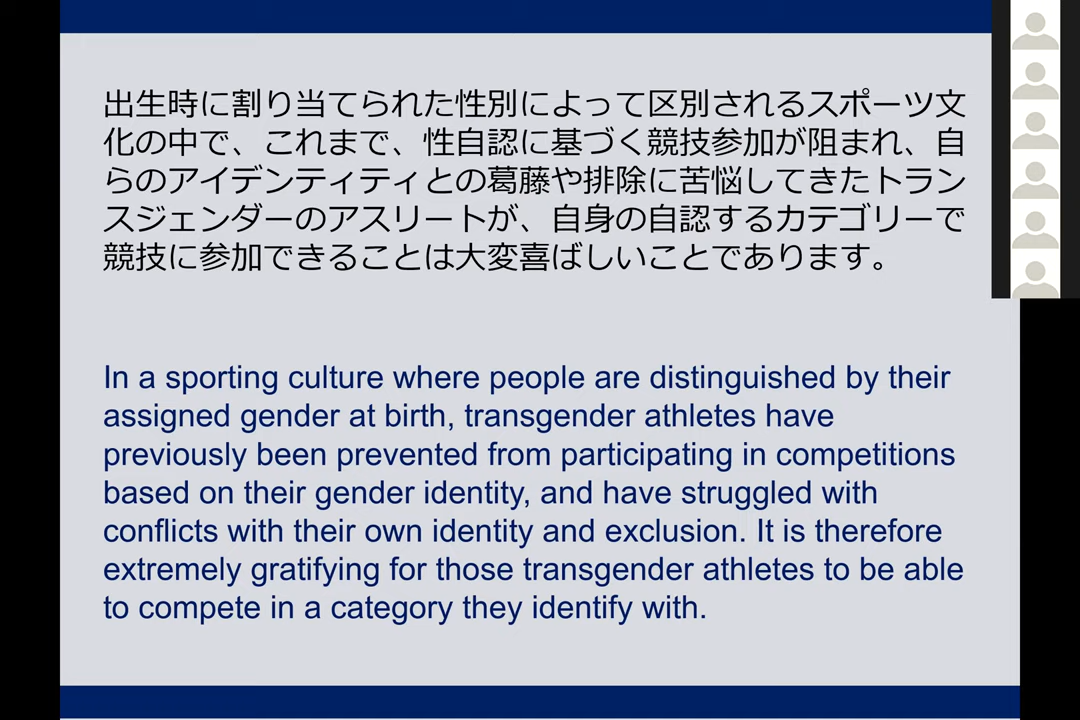 出生時に割り当てられた性別によって区別されるスポーツ文
化の中で、これまで、性自認に基づく競技参加が阻まれ、自
らのアイデンティティとの葛藤や排除に苦悩してきたトラン
スジェンダーのアスリートが、自身の自認するカテゴリーで
競技に参加できることは大変喜ばしいことであります。
In a sporting culture where people are distinguished by their
assigned gender at birth, transgender athletes have
previously been prevented from participating in competitions
based on their gender identity, and have struggled with
conflicts with their own identity and exclusion. It is therefore
extremely gratifying for those transgender athletes to be able
to compete in a category they identify with.